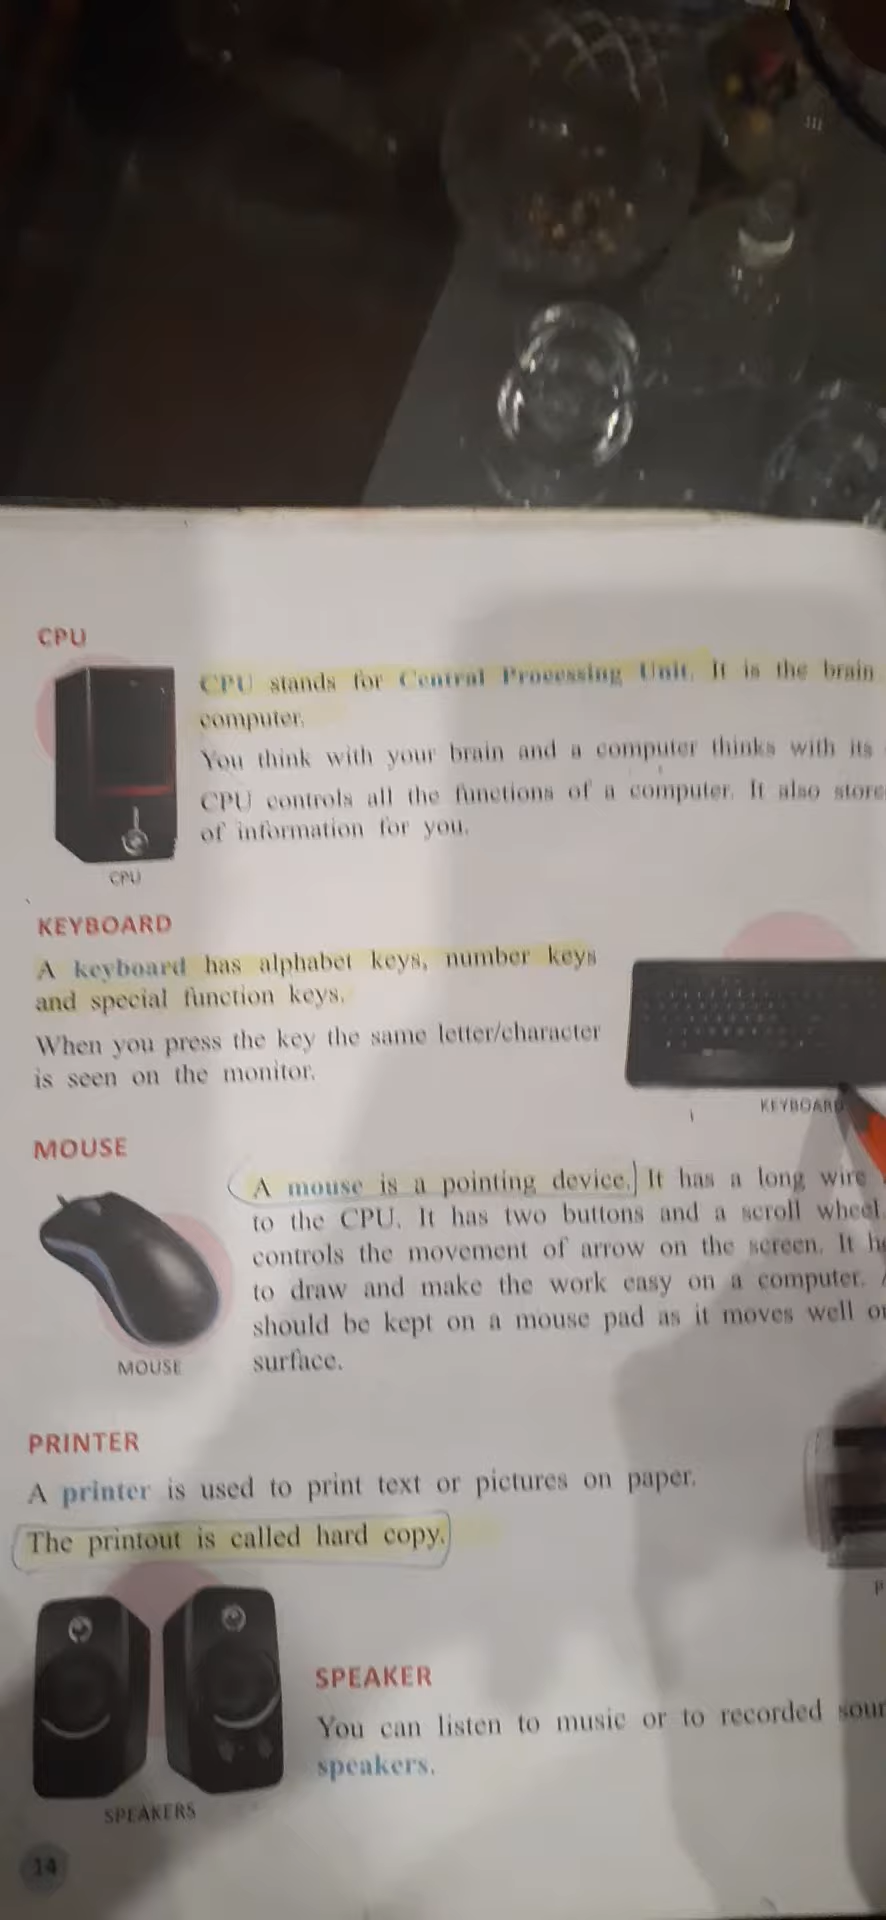 CPU
CPU stands for Central Processing Unit. It is the brain
computer.
You think with your brain and a computer thinks with its
CPU controls all the functions of a computer. It also store
of information for you.
CPU
KEYBOARD
A keyboard has alphabet keys, number keys
and special function keys.
When you press the key the same letter/character
is seen on the monitor.
KEYBOARD
MOUSE
A mouse is a pointing device. It has a long wire
to the CPU. It has two buttons and a scroll wheel.
controls the movement of arrow on the screen. It he
to draw and make the work easy on a computer. A
should be kept on a mouse pad as it moves well on
surface.
MOUSE
PRINTER
A printer is used to print text or pictures on paper.
The printout is called hard copy.
P
SPEAKER
You can listen to music or to recorded soun
speakers.
SPEAKERS
14